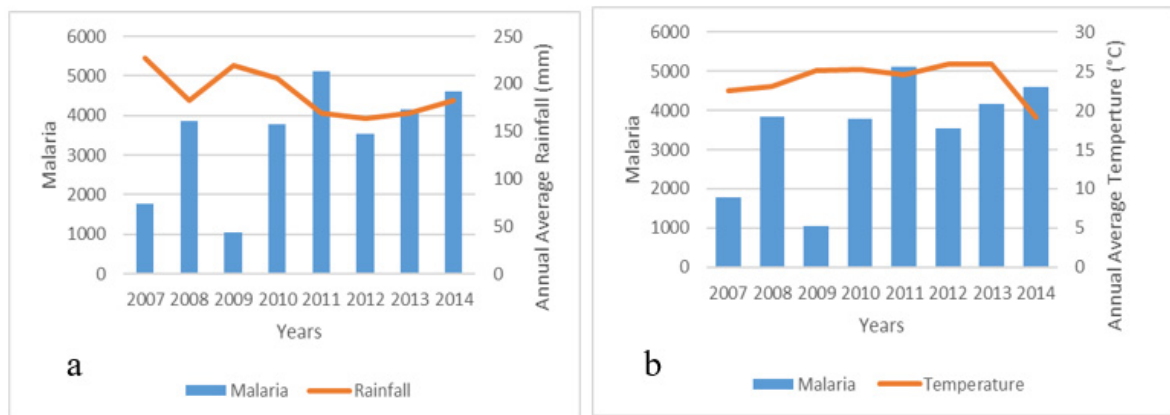 6000
5000
4000
3000
2000
1000
0
Malaria
250
200
150
100
50
0
Annual Average Rainfall (mm)
2007 2008 2009 2010 2011 2012 2013 2014
Years
a
Malaria Rainfall
6000
5000
4000
3000
2000
1000
0
Malaria
30
25
20
15
10
5
0
Annual Average Temperture (°C)
2007 2008 2009 2010 2011 2012 2013 2014
Years
b
Malaria Temperature